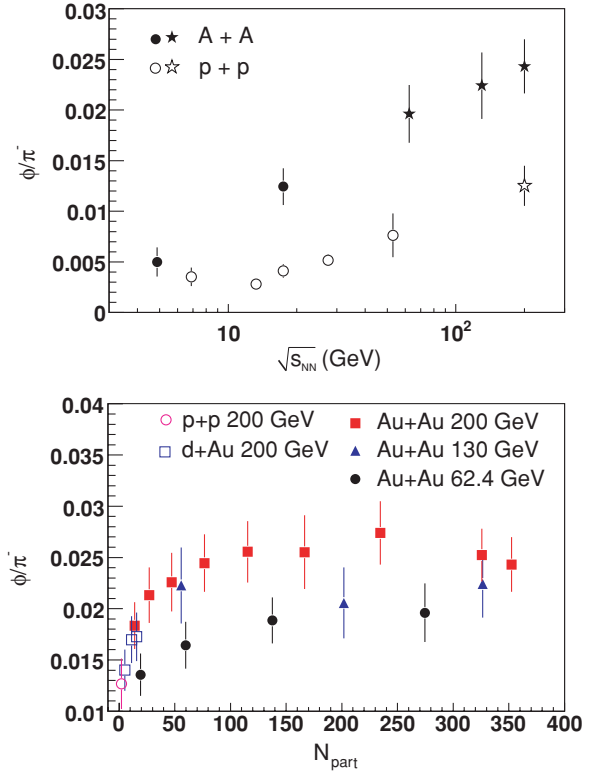 0.03
A + A
p + p
0.025
0.02
0.015
0.01
0.005
0
ϕ/π⁻
10
10²
√s_NN (GeV)
0.04
p+p 200 GeV
Au+Au 200 GeV
d+Au 200 GeV
Au+Au 130 GeV
Au+Au 62.4 GeV
0.035
0.03
0.025
0.02
0.015
0.01
ϕ/π⁻
0 50 100 150 200 250 300 350 400
N_part